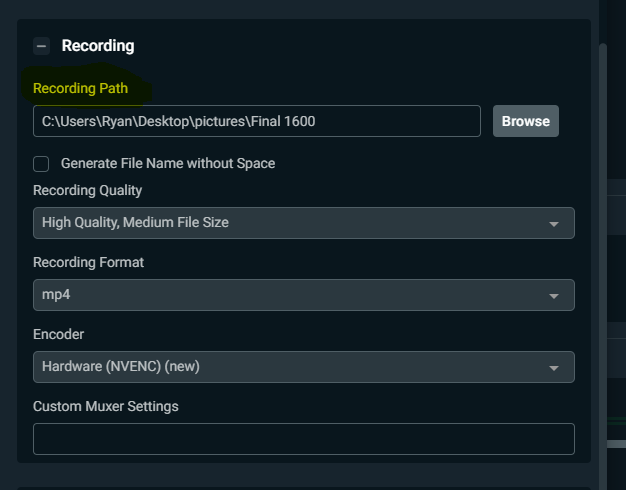 Recording
Recording Path
C:\Users\Ryan\Desktop\pictures\Final 1600
Browse
Generate File Name without Space
Recording Quality
High Quality, Medium File Size
Recording Format
mp4
Encoder
Hardware (NVENC) (new)
Custom Muxer Settings